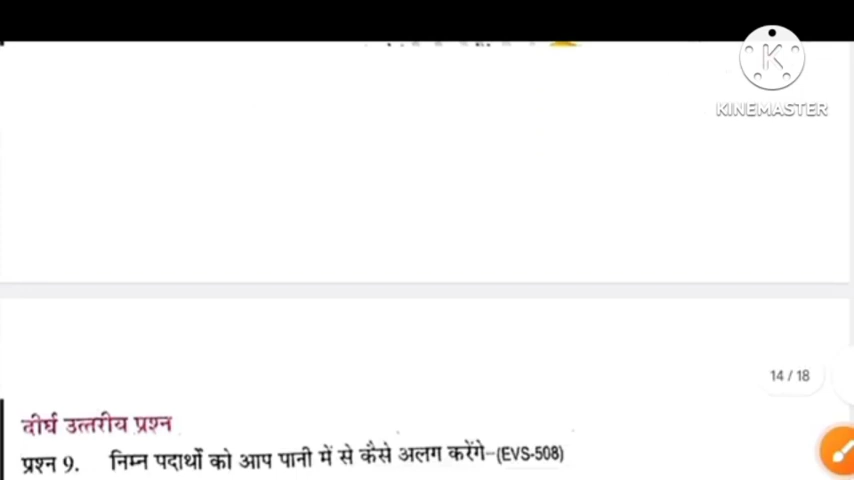 K
KINEMASTER
14 / 18
दीर्घ उत्तरीय प्रश्न
प्रश्न 9. निम्न पदार्थों को आप पानी में से कैसे अलग करेंगे-(EVS-508)